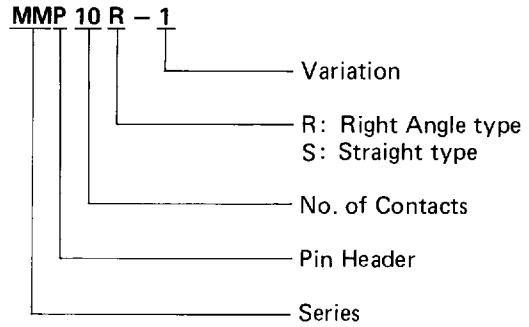 MMP 10 R - 1
Variation
R: Right Angle type
S: Straight type
No. of Contacts
Pin Header
Series